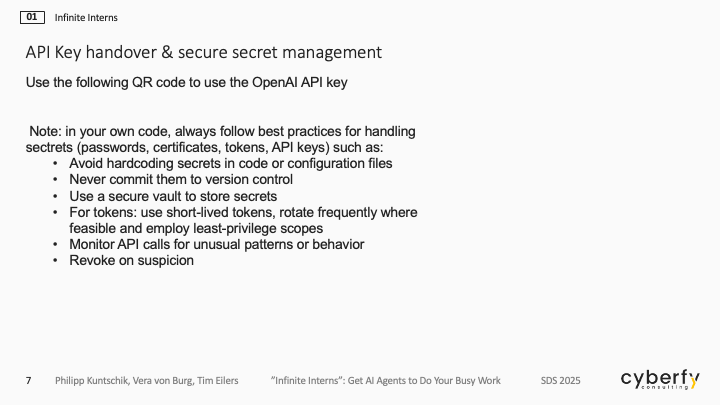 01 Infinite Interns
API Key handover & secure secret management
Use the following QR code to use the OpenAI API key
Note: in your own code, always follow best practices for handling
sectrets (passwords, certificates, tokens, API keys) such as:
• Avoid hardcoding secrets in code or configuration files
• Never commit them to version control
• Use a secure vault to store secrets
• For tokens: use short-lived tokens, rotate frequently where
feasible and employ least-privilege scopes
• Monitor API calls for unusual patterns or behavior
• Revoke on suspicion
7 Philipp Kuntschik, Vera von Burg, Tim Eilers "Infinite Interns": Get AI Agents to Do Your Busy Work SDS 2025
cyberfy
consulting